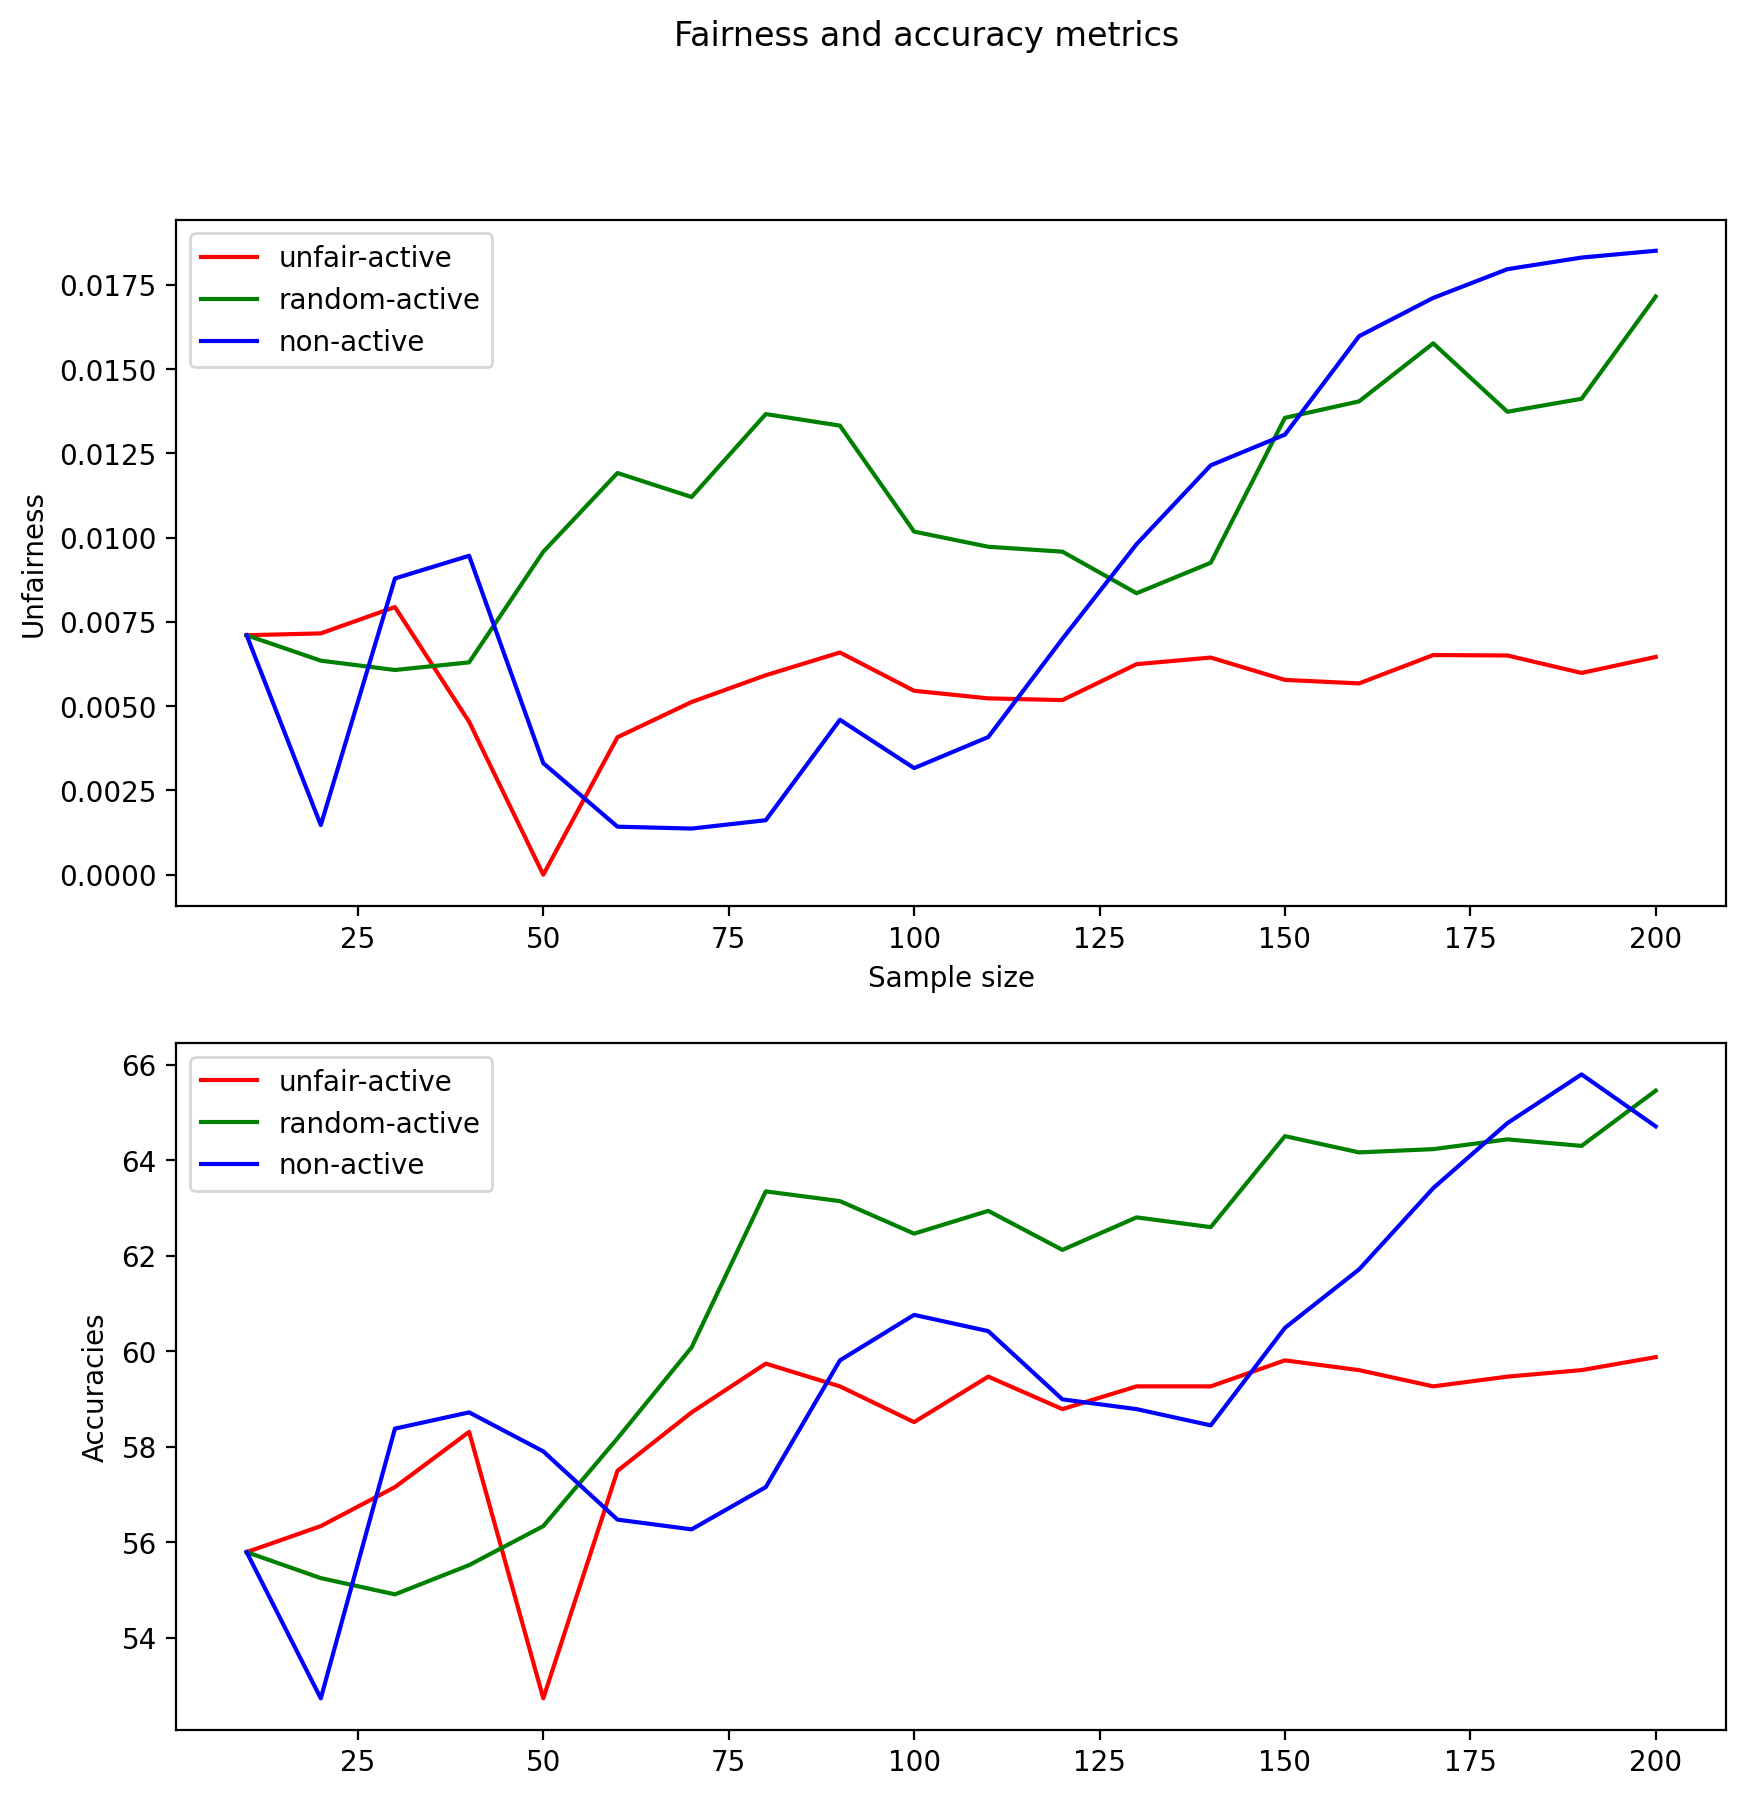 Fairness and accuracy metrics
unfair-active
random-active
non-active
0.0175
0.0150
0.0125
0.0100
0.0075
0.0050
0.0025
0.0000
Unfairness
25 50 75 100 125 150 175 200
Sample size
unfair-active
random-active
non-active
66
64
62
60
58
56
54
Accuracies
25 50 75 100 125 150 175 200